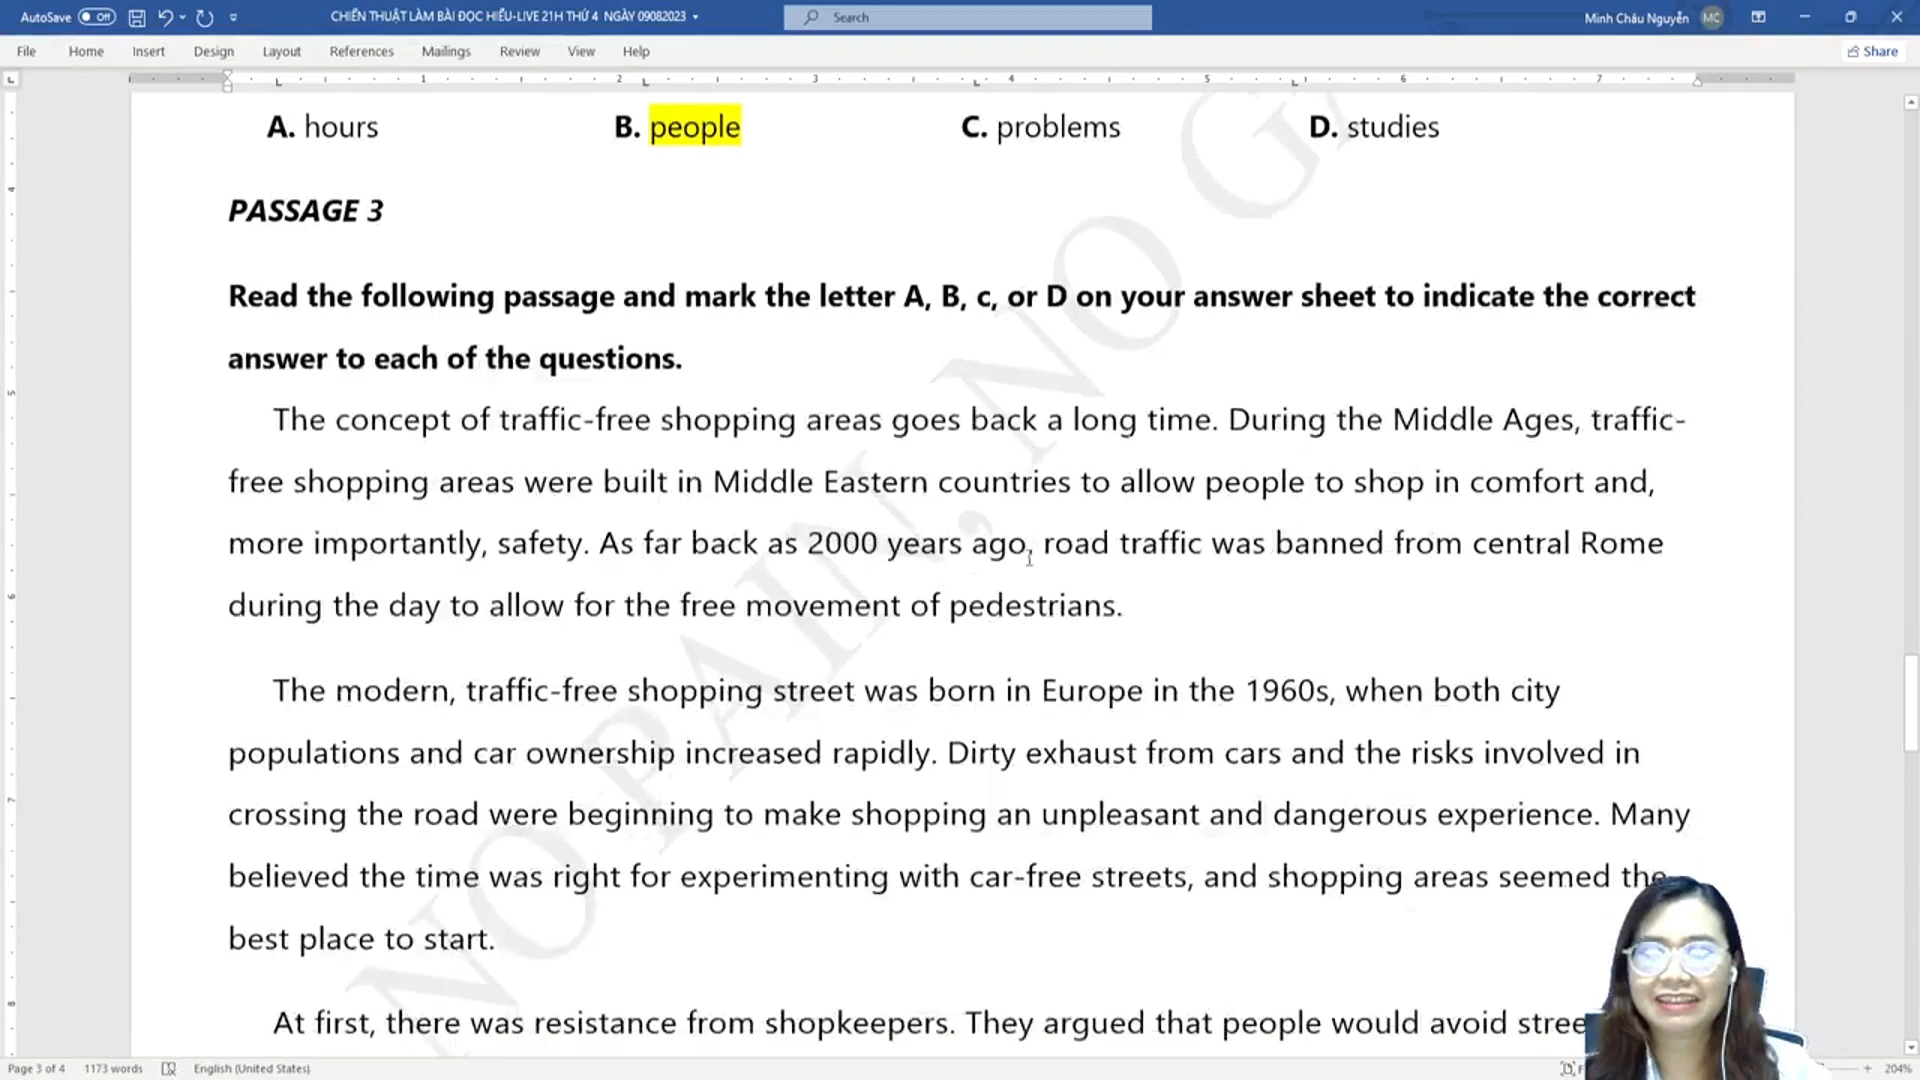 AutoSave Off CHIẾN THUẬT LÀM BÀI ĐỌC HIỂU-LIVE 21H THỨ 4 NGÀY 09082023 Search Minh Châu Nguyễn MC
File Home Insert Design Layout References Mailings Review View Help Share
1 2 3 4 5 6 7
A. hours B. people C. problems D. studies
PASSAGE 3
Read the following passage and mark the letter A, B, c, or D on your answer sheet to indicate the correct
answer to each of the questions.
The concept of traffic-free shopping areas goes back a long time. During the Middle Ages, traffic-
free shopping areas were built in Middle Eastern countries to allow people to shop in comfort and,
more importantly, safety. As far back as 2000 years ago, road traffic was banned from central Rome
during the day to allow for the free movement of pedestrians.
The modern, traffic-free shopping street was born in Europe in the 1960s, when both city
populations and car ownership increased rapidly. Dirty exhaust from cars and the risks involved in
crossing the road were beginning to make shopping an unpleasant and dangerous experience. Many
believed the time was right for experimenting with car-free streets, and shopping areas seemed the
best place to start.
At first, there was resistance from shopkeepers. They argued that people would avoid
NO PAIN, NO
Page 3 of 4 1173 words English (United States) 204%